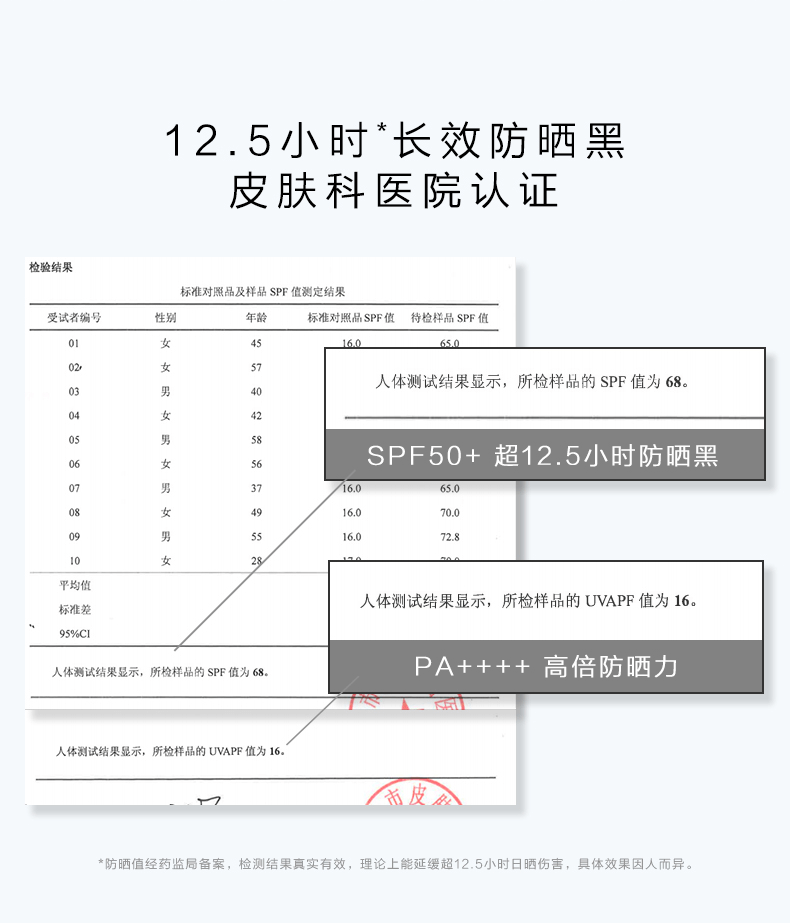 12.5小时*长效防晒黑
皮肤科医院认证
检验结果
标准对照品及样品 SPF 值测定结果
受试者编号 性别 年龄 标准对照品 SPF 值 待检样品 SPF 值
01 女 45 16.0 65.0
02 女 57
03 男 40
04 女 42
05 男 58
06 女 56
07 男 37 16.0 65.0
08 女 49 16.0 70.0
09 男 55 16.0 72.8
10 女 28
平均值
标准差
95%CI
人体测试结果显示，所检样品的 SPF 值为 68。
人体测试结果显示，所检样品的 SPF 值为 68。
SPF50+ 超12.5小时防晒黑
人体测试结果显示，所检样品的 UVAPF 值为 16。
PA++++ 高倍防晒力
人体测试结果显示，所检样品的 UVAPF 值为 16。
市皮肤
*防晒值经药监局备案，检测结果真实有效，理论上能延缓超12.5小时日晒伤害，具体效果因人而异。